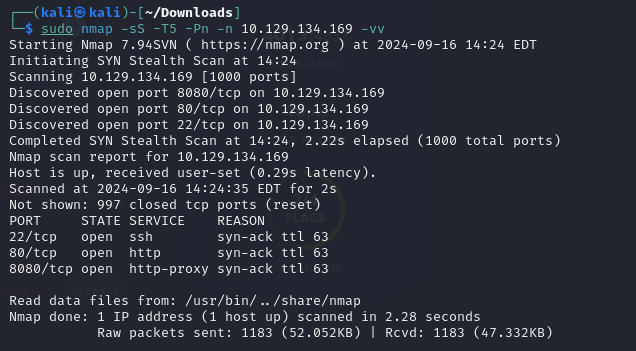 ┌──(kali㉿kali)-[~/Downloads]
└─$ sudo nmap -sS -T5 -Pn -n 10.129.134.169 -vv
Starting Nmap 7.94SVN ( https://nmap.org ) at 2024-09-16 14:24 EDT
Initiating SYN Stealth Scan at 14:24
Scanning 10.129.134.169 [1000 ports]
Discovered open port 8080/tcp on 10.129.134.169
Discovered open port 80/tcp on 10.129.134.169
Discovered open port 22/tcp on 10.129.134.169
Completed SYN Stealth Scan at 14:24, 2.22s elapsed (1000 total ports)
Nmap scan report for 10.129.134.169
Host is up, received user-set (0.29s latency).
Scanned at 2024-09-16 14:24:35 EDT for 2s
Not shown: 997 closed tcp ports (reset)
PORT     STATE SERVICE    REASON
22/tcp   open  ssh        syn-ack ttl 63
80/tcp   open  http       syn-ack ttl 63
8080/tcp open  http-proxy syn-ack ttl 63

Read data files from: /usr/bin/../share/nmap
Nmap done: 1 IP address (1 host up) scanned in 2.28 seconds
           Raw packets sent: 1183 (52.052KB) | Rcvd: 1183 (47.332KB)
FLAGS